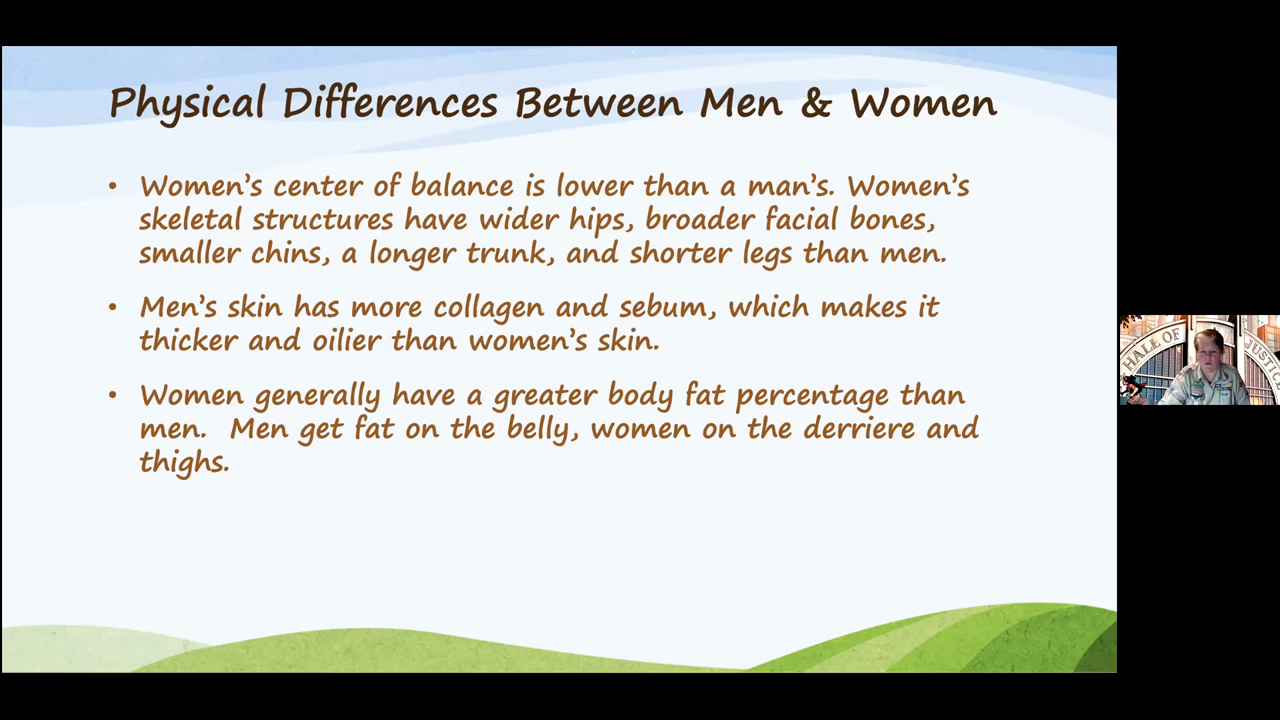 Physical Differences Between Men & Women
• Women's center of balance is lower than a man's. Women's
skeletal structures have wider hips, broader facial bones,
smaller chins, a longer trunk, and shorter legs than men.
• Men's skin has more collagen and sebum, which makes it
thicker and oilier than women's skin.
• Women generally have a greater body fat percentage than
men.  Men get fat on the belly, women on the derriere and
thighs.
HALL OF JUSTICE